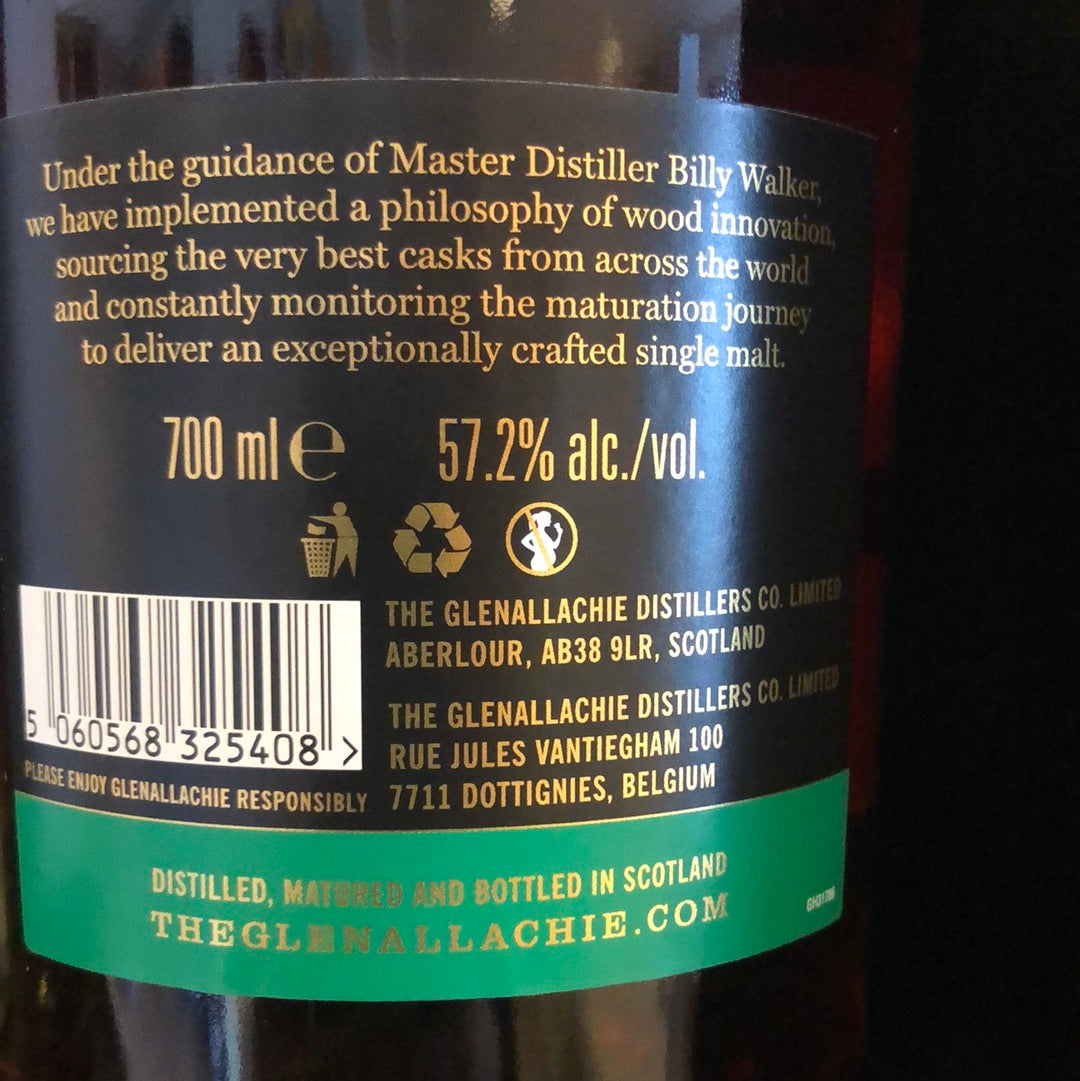 Under the guidance of Master Distiller Billy Walker,
we have implemented a philosophy of wood innovation,
sourcing the very best casks from across the world
and constantly monitoring the maturation journey
to deliver an exceptionally crafted single malt.
700 ml ℮ 57.2% alc./vol.
THE GLENALLACHIE DISTILLERS CO. LIMITED
ABERLOUR, AB38 9LR, SCOTLAND
THE GLENALLACHIE DISTILLERS CO. LIMITED
RUE JULES VANTIEGHAM 100
7711 DOTTIGNIES, BELGIUM
5 060568 325408 >
PLEASE ENJOY GLENALLACHIE RESPONSIBLY
DISTILLED, MATURED AND BOTTLED IN SCOTLAND
THEGLENALLACHIE.COM